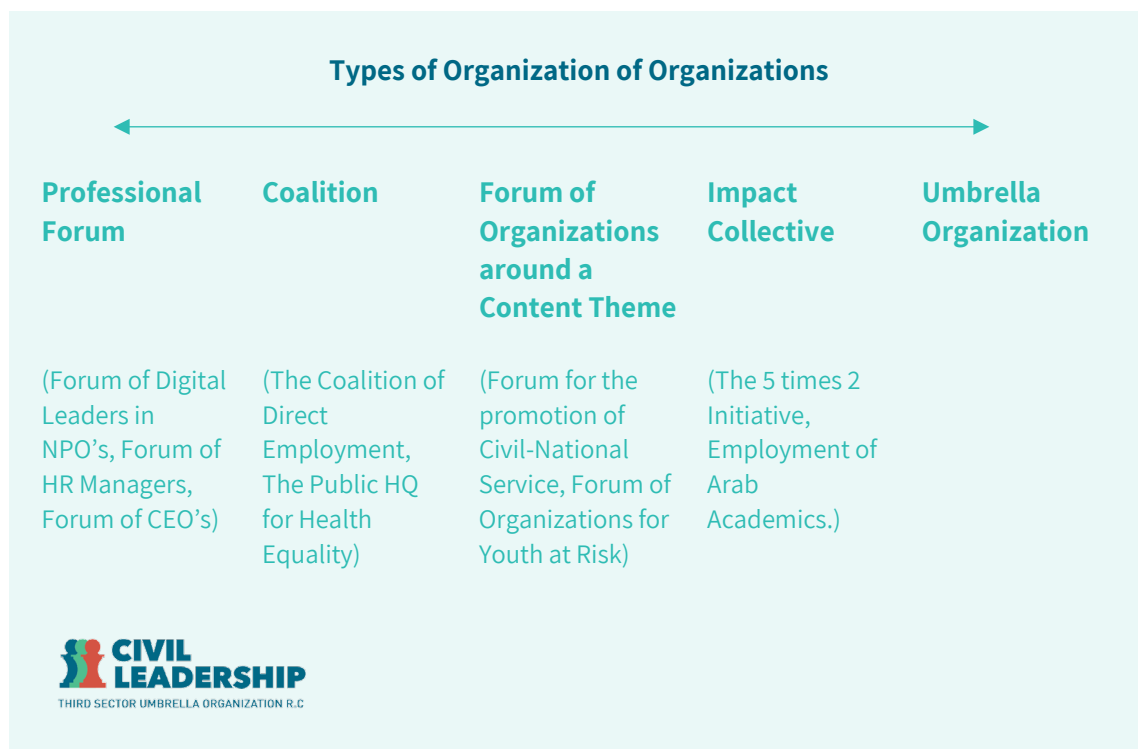 Types of Organization of Organizations
Professional
Forum
Coalition
Forum of
Organizations
around a
Content Theme
Impact
Collective
Umbrella
Organization
(Forum of Digital
Leaders in
NPO’s, Forum of
HR Managers,
Forum of CEO’s)
(The Coalition of
Direct
Employment,
The Public HQ
for Health
Equality)
(Forum for the
promotion of
Civil-National
Service, Forum of
Organizations for
Youth at Risk)
(The 5 times 2
Initiative,
Employment of
Arab
Academics.)
CIVIL
LEADERSHIP
THIRD SECTOR UMBRELLA ORGANIZATION R.C